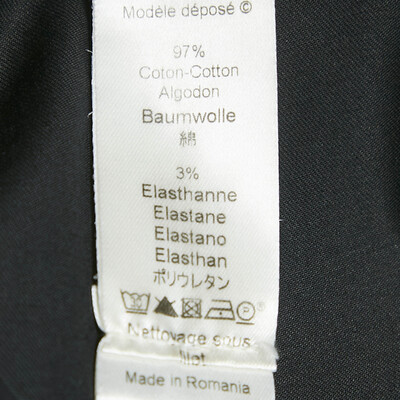 Modèle déposé ©
97%
Coton-Cotton
Algodon
Baumwolle
綿
3%
Elasthanne
Elastane
Elastano
Elasthan
ポリウレタン
P
Nettoyage sous
filet
Made in Romania